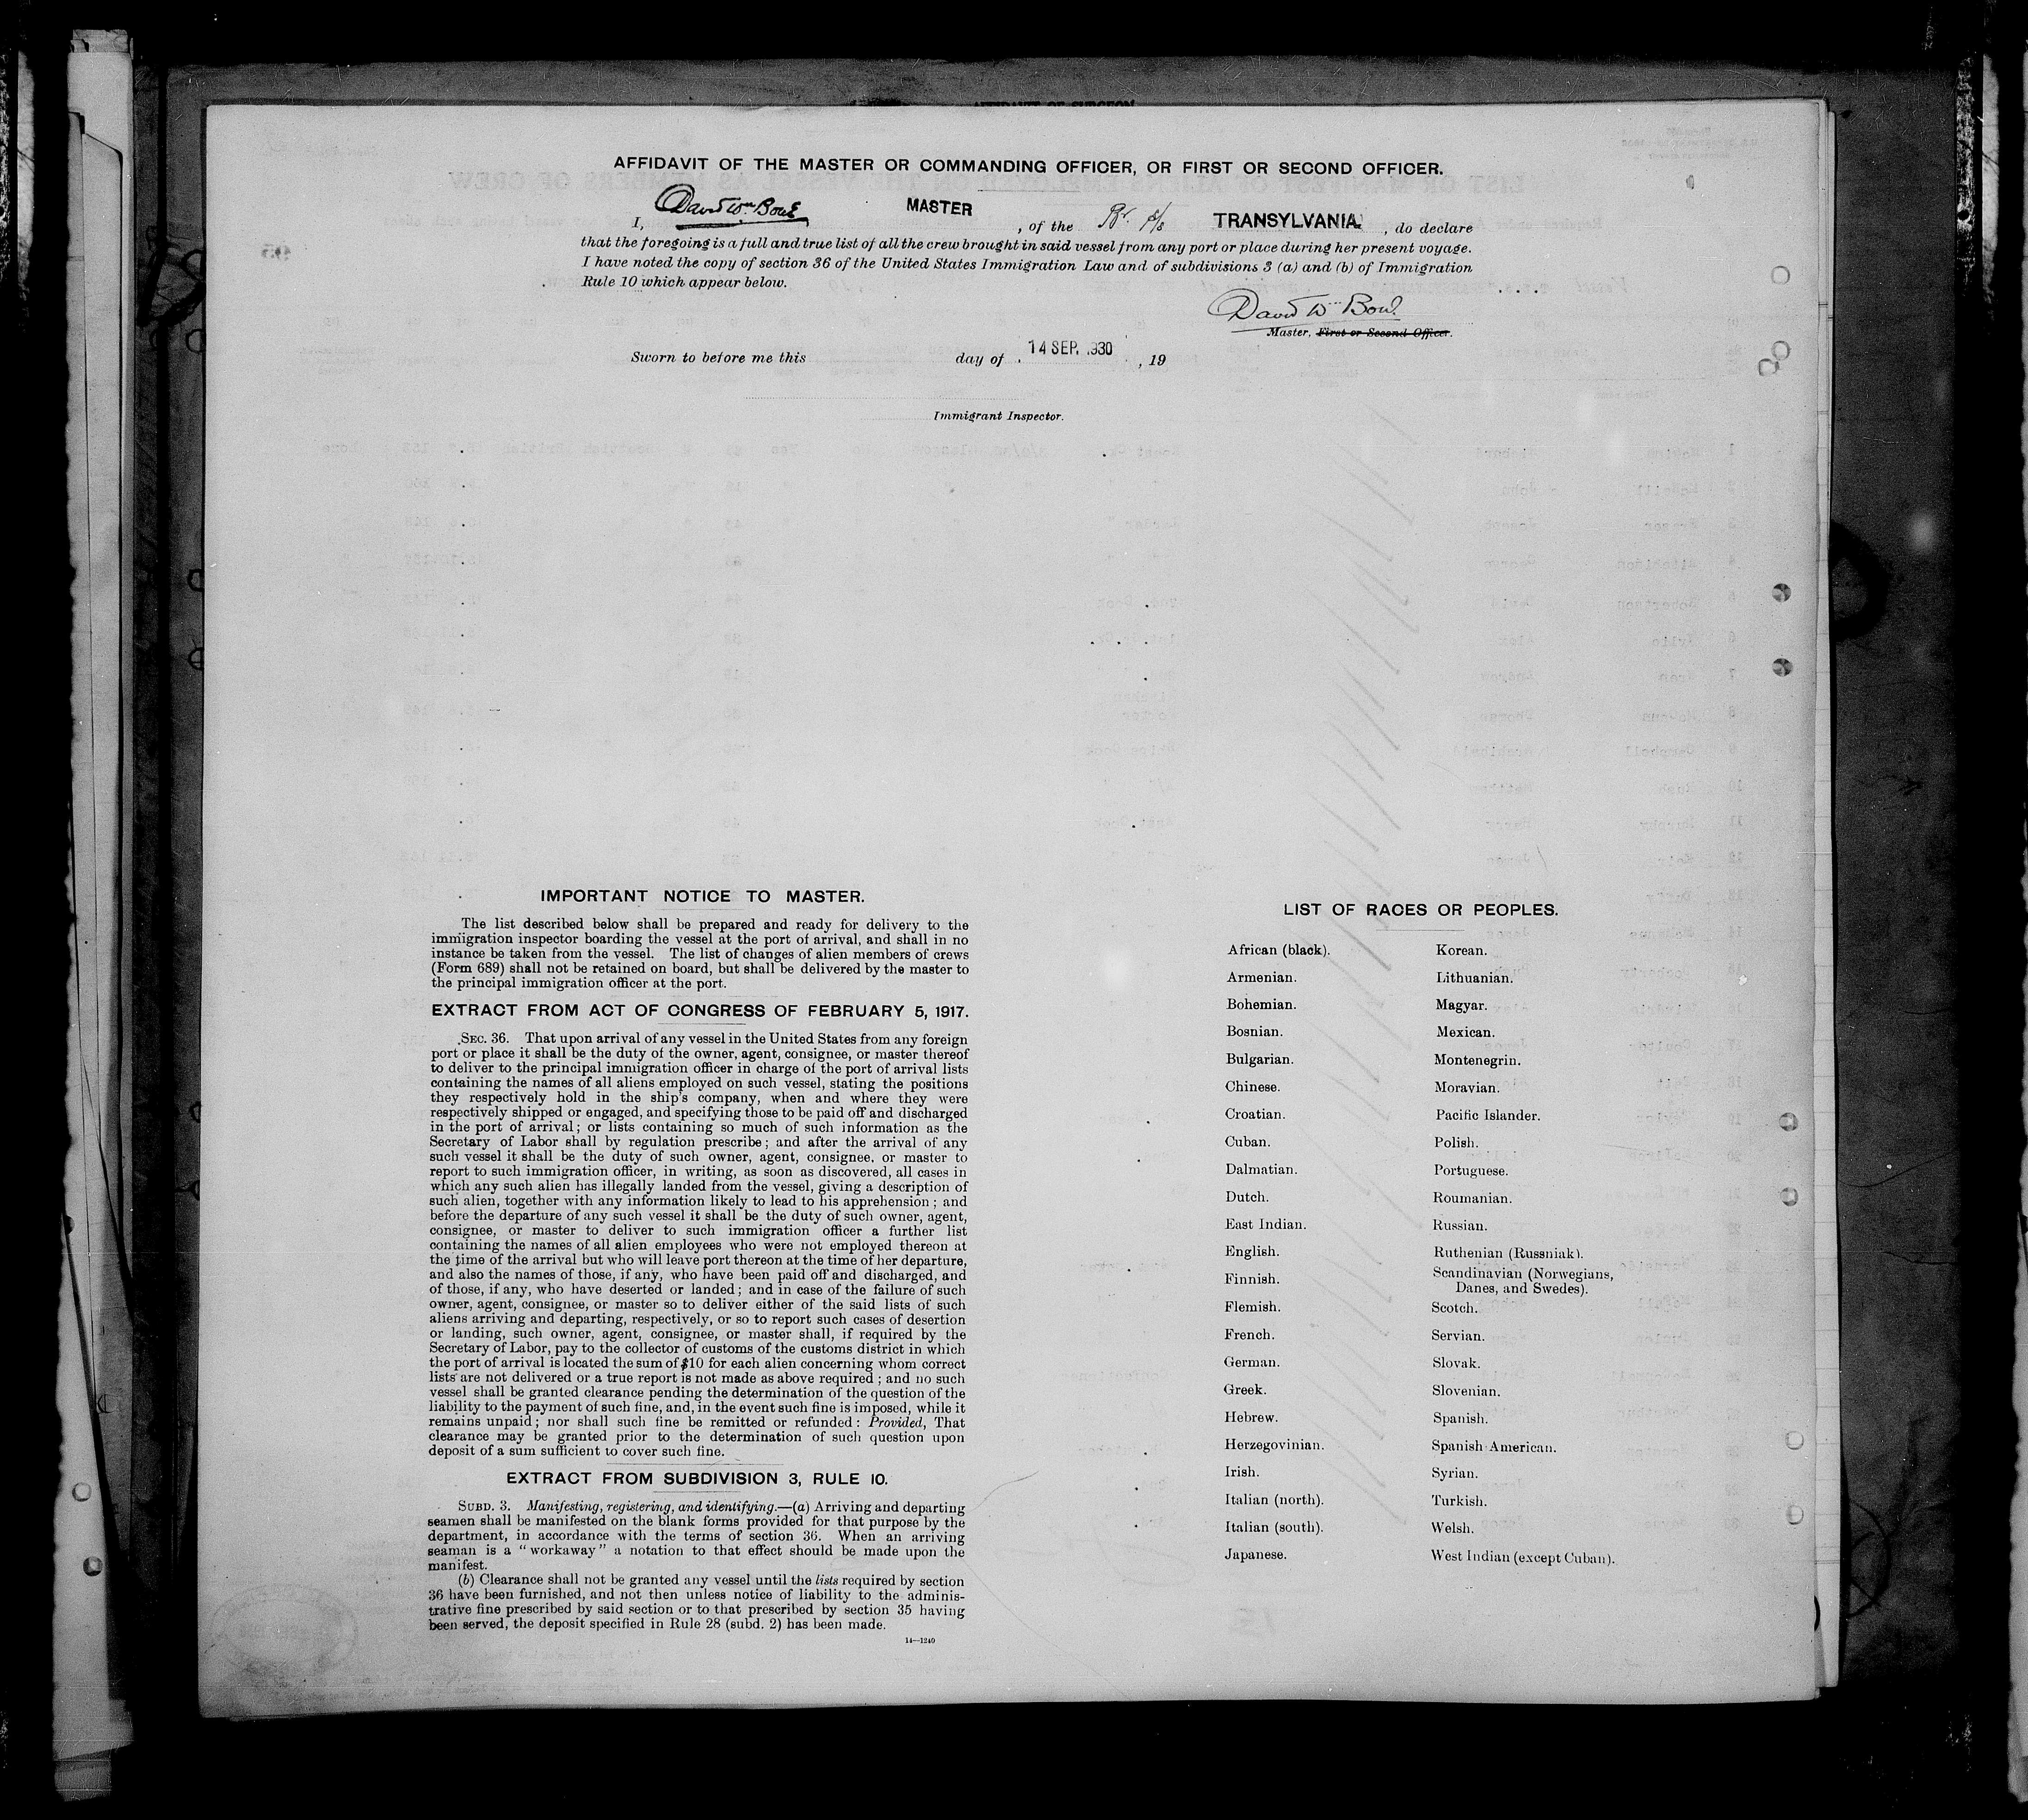 AFFIDAVIT OF THE MASTER OR COMMANDING OFFICER, OR FIRST OR SECOND OFFICER.
I, David Wm Bone MASTER, of the Br. S/S TRANSYLVANIA, do declare
that the foregoing is a full and true list of all the crew brought in said vessel from any port or place during her present voyage.
I have noted the copy of section 36 of the United States Immigration Law and of subdivisions 3 (a) and (b) of Immigration
Rule 10 which appear below.
David Wm Bone
Master, First or Second Officer.
Sworn to before me this day of 14 SEP. 1930, 19
Immigrant Inspector.
IMPORTANT NOTICE TO MASTER.
The list described below shall be prepared and ready for delivery to the
immigration inspector boarding the vessel at the port of arrival, and shall in no
instance be taken from the vessel. The list of changes of alien members of crews
(Form 689) shall not be retained on board, but shall be delivered by the master to
the principal immigration officer at the port.
EXTRACT FROM ACT OF CONGRESS OF FEBRUARY 5, 1917.
SEC. 36. That upon arrival of any vessel in the United States from any foreign
port or place it shall be the duty of the owner, agent, consignee, or master thereof
to deliver to the principal immigration officer in charge of the port of arrival lists
containing the names of all aliens employed on such vessel, stating the positions
they respectively hold in the ship's company, when and where they were
respectively shipped or engaged, and specifying those to be paid off and discharged
in the port of arrival; or lists containing so much of such information as the
Secretary of Labor shall by regulation prescribe; and after the arrival of any
such vessel it shall be the duty of such owner, agent, consignee, or master to
report to such immigration officer, in writing, as soon as discovered, all cases in
which any such alien has illegally landed from the vessel, giving a description of
such alien, together with any information likely to lead to his apprehension; and
before the departure of any such vessel it shall be the duty of such owner, agent,
consignee, or master to deliver to such immigration officer a further list
containing the names of all alien employees who were not employed thereon at
the time of the arrival but who will leave port thereon at the time of her departure,
and also the names of those, if any, who have been paid off and discharged, and
of those, if any, who have deserted or landed; and in case of the failure of such
owner, agent, consignee, or master so to deliver either of the said lists of such
aliens arriving and departing, respectively, or so to report such cases of desertion
or landing, such owner, agent, consignee, or master shall, if required by the
Secretary of Labor, pay to the collector of customs of the customs district in which
the port of arrival is located the sum of $10 for each alien concerning whom correct
lists are not delivered or a true report is not made as above required; and no such
vessel shall be granted clearance pending the determination of the question of the
liability to the payment of such fine, and, in the event such fine is imposed, while it
remains unpaid; nor shall such fine be remitted or refunded: Provided, That
clearance may be granted prior to the determination of such question upon
deposit of a sum sufficient to cover such fine.
EXTRACT FROM SUBDIVISION 3, RULE 10.
SUBD. 3. Manifesting, registering, and identifying.—(a) Arriving and departing
seamen shall be manifested on the blank forms provided for that purpose by the
department, in accordance with the terms of section 36. When an arriving
seaman is a "workaway" a notation to that effect should be made upon the
manifest.
(b) Clearance shall not be granted any vessel until the lists required by section
36 have been furnished, and not then unless notice of liability to the adminis-
trative fine prescribed by said section or to that prescribed by section 35 having
been served, the deposit specified in Rule 28 (subd. 2) has been made.
14—1240
LIST OF RACES OR PEOPLES.
African (black).
Armenian.
Bohemian.
Bosnian.
Bulgarian.
Chinese.
Croatian.
Cuban.
Dalmatian.
Dutch.
East Indian.
English.
Finnish.
Flemish.
French.
German.
Greek.
Hebrew.
Herzegovinian.
Irish.
Italian (north).
Italian (south).
Japanese.
Korean.
Lithuanian.
Magyar.
Mexican.
Montenegrin.
Moravian.
Pacific Islander.
Polish.
Portuguese.
Roumanian.
Russian.
Ruthenian (Russniak).
Scandinavian (Norwegians,
Danes, and Swedes).
Scotch.
Servian.
Slovak.
Slovenian.
Spanish.
Spanish American.
Syrian.
Turkish.
Welsh.
West Indian (except Cuban).